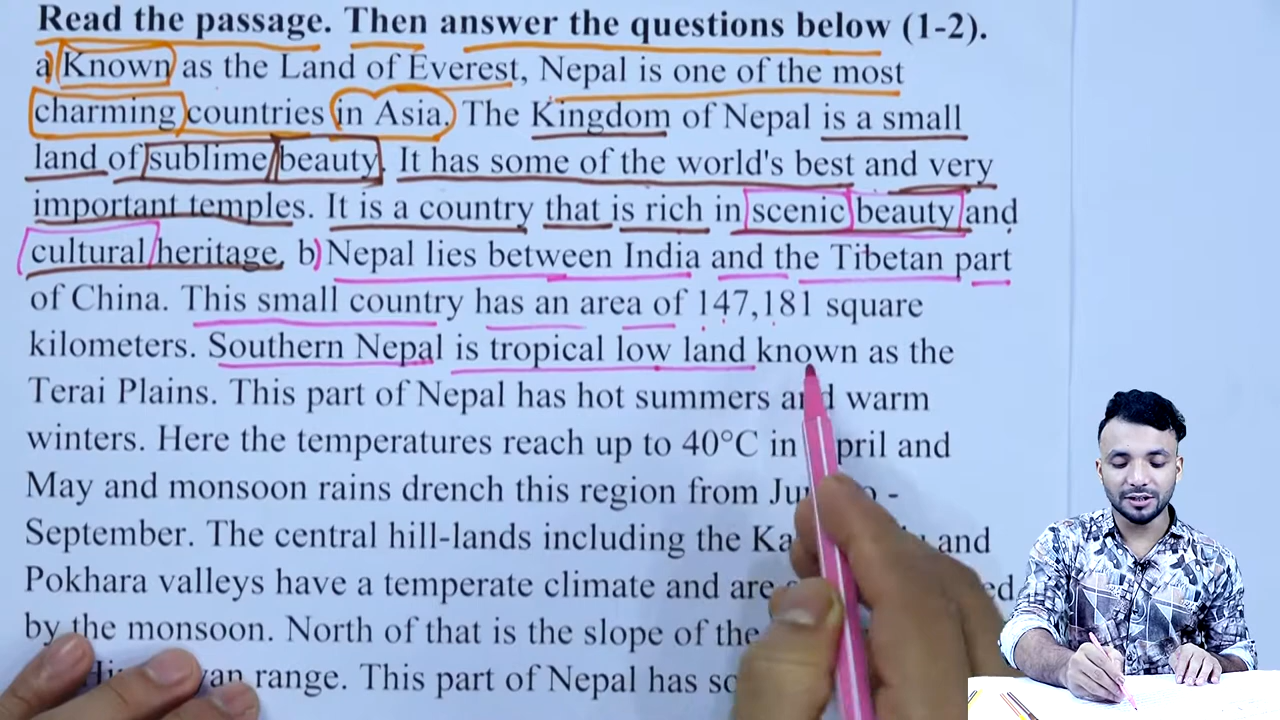 Read the passage. Then answer the questions below (1-2).
a) Known as the Land of Everest, Nepal is one of the most
charming countries in Asia. The Kingdom of Nepal is a small
land of sublime beauty. It has some of the world's best and very
important temples. It is a country that is rich in scenic beauty and
cultural heritage. b) Nepal lies between India and the Tibetan part
of China. This small country has an area of 147,181 square
kilometers. Southern Nepal is tropical low land known as the
Terai Plains. This part of Nepal has hot summers and warm
winters. Here the temperatures reach up to 40°C in April and
May and monsoon rains drench this region from -
September. The central hill-lands including the and
Pokhara valleys have a temperate climate and are
by the monsoon. North of that is the slope of the
range. This part of Nepal has